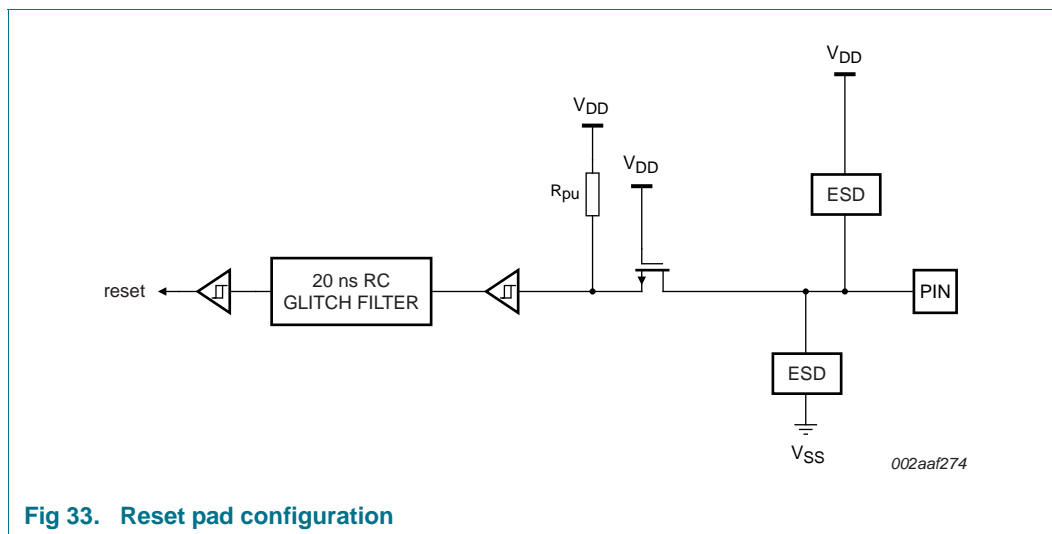 VDD
VDD
VDD
Rpu
ESD
reset
20 ns RC
GLITCH FILTER
PIN
ESD
VSS
002aaf274
Fig 33. Reset pad configuration